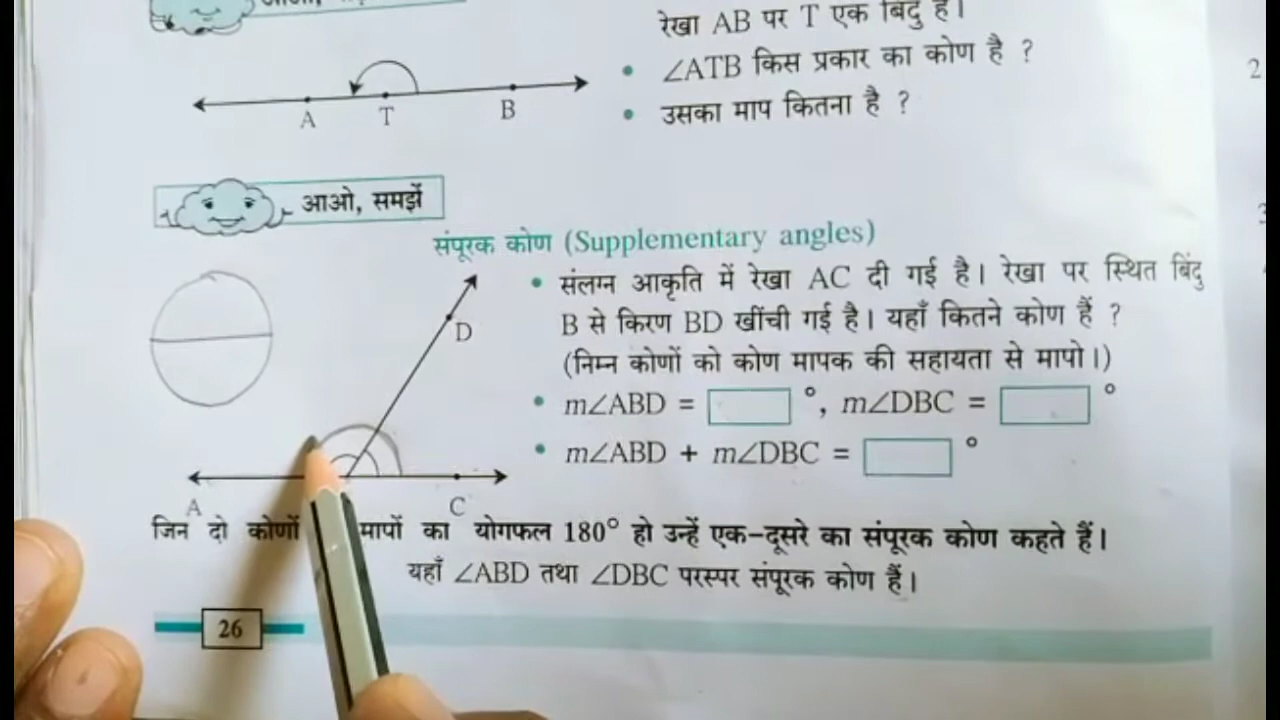 रेखा AB पर T एक बिंदु है।
∠ATB किस प्रकार का कोण है ?
उसका माप कितना है ?
A T B
आओ, समझें
संपूरक कोण (Supplementary angles)
संलग्न आकृति में रेखा AC दी गई है। रेखा पर स्थित बिंदु
B से किरण BD खींची गई है। यहाँ कितने कोण हैं ?
(निम्न कोणों को कोण मापक की सहायता से मापो।)
m∠ABD = °, m∠DBC = °
m∠ABD + m∠DBC = °
D
A C
जिन दो कोणों मापों का योगफल 180° हो उन्हें एक-दूसरे का संपूरक कोण कहते हैं।
यहाँ ∠ABD तथा ∠DBC परस्पर संपूरक कोण हैं।
26
2